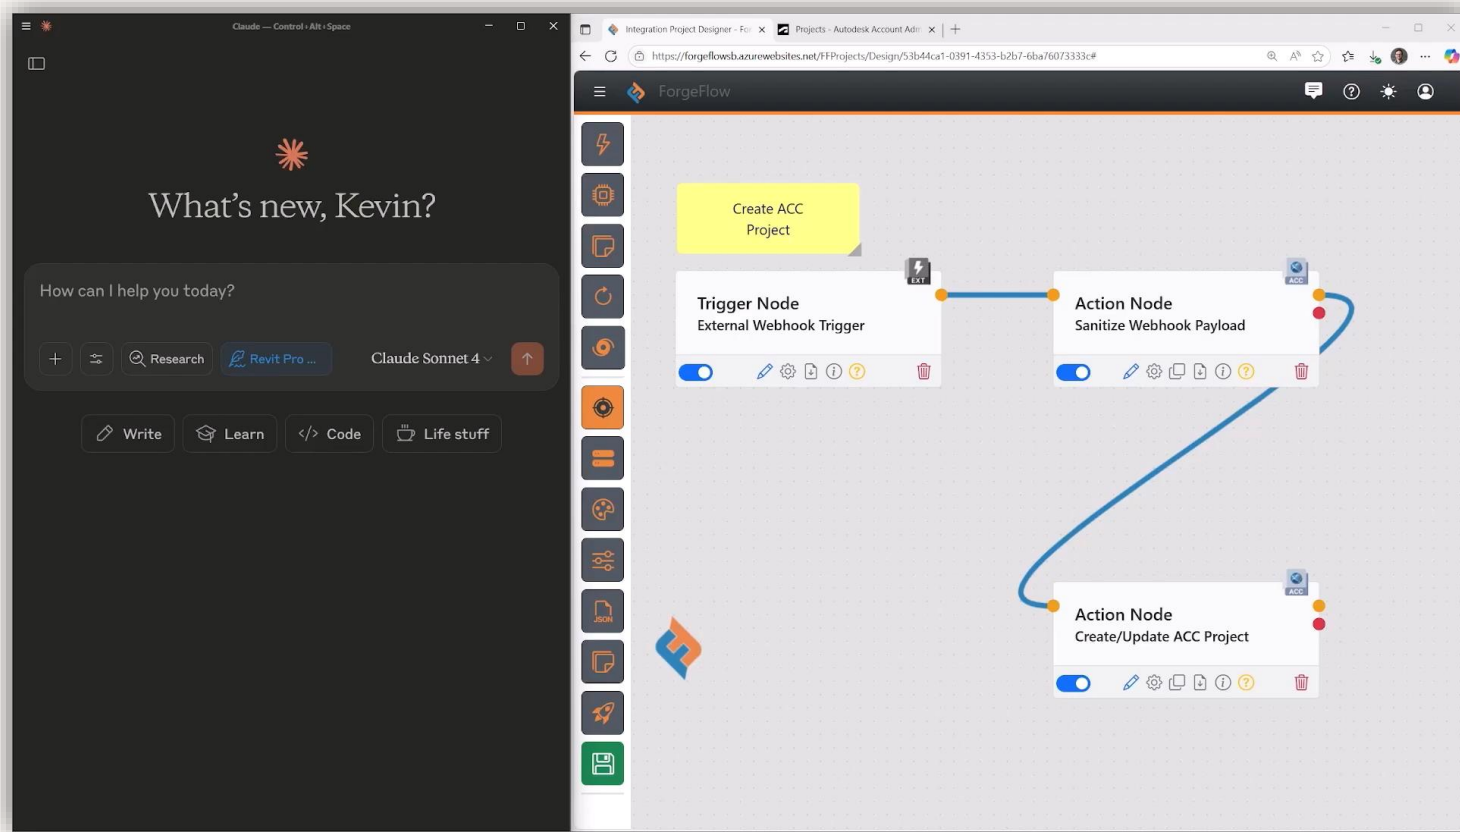 Claude — Control+Alt+Space
What's new, Kevin?
How can I help you today?
Research
Revit Pro ...
Claude Sonnet 4
Write
Learn
Code
Life stuff
Integration Project Designer - For
Projects - Autodesk Account Adm
https://forgeflowsb.azurewebsites.net/FFProjects/Design/53b44ca1-0391-4353-b2b7-6ba76073333c#
ForgeFlow
JSON
Create ACC
Project
EXT
Trigger Node
External Webhook Trigger
ACC
Action Node
Sanitize Webhook Payload
ACC
Action Node
Create/Update ACC Project